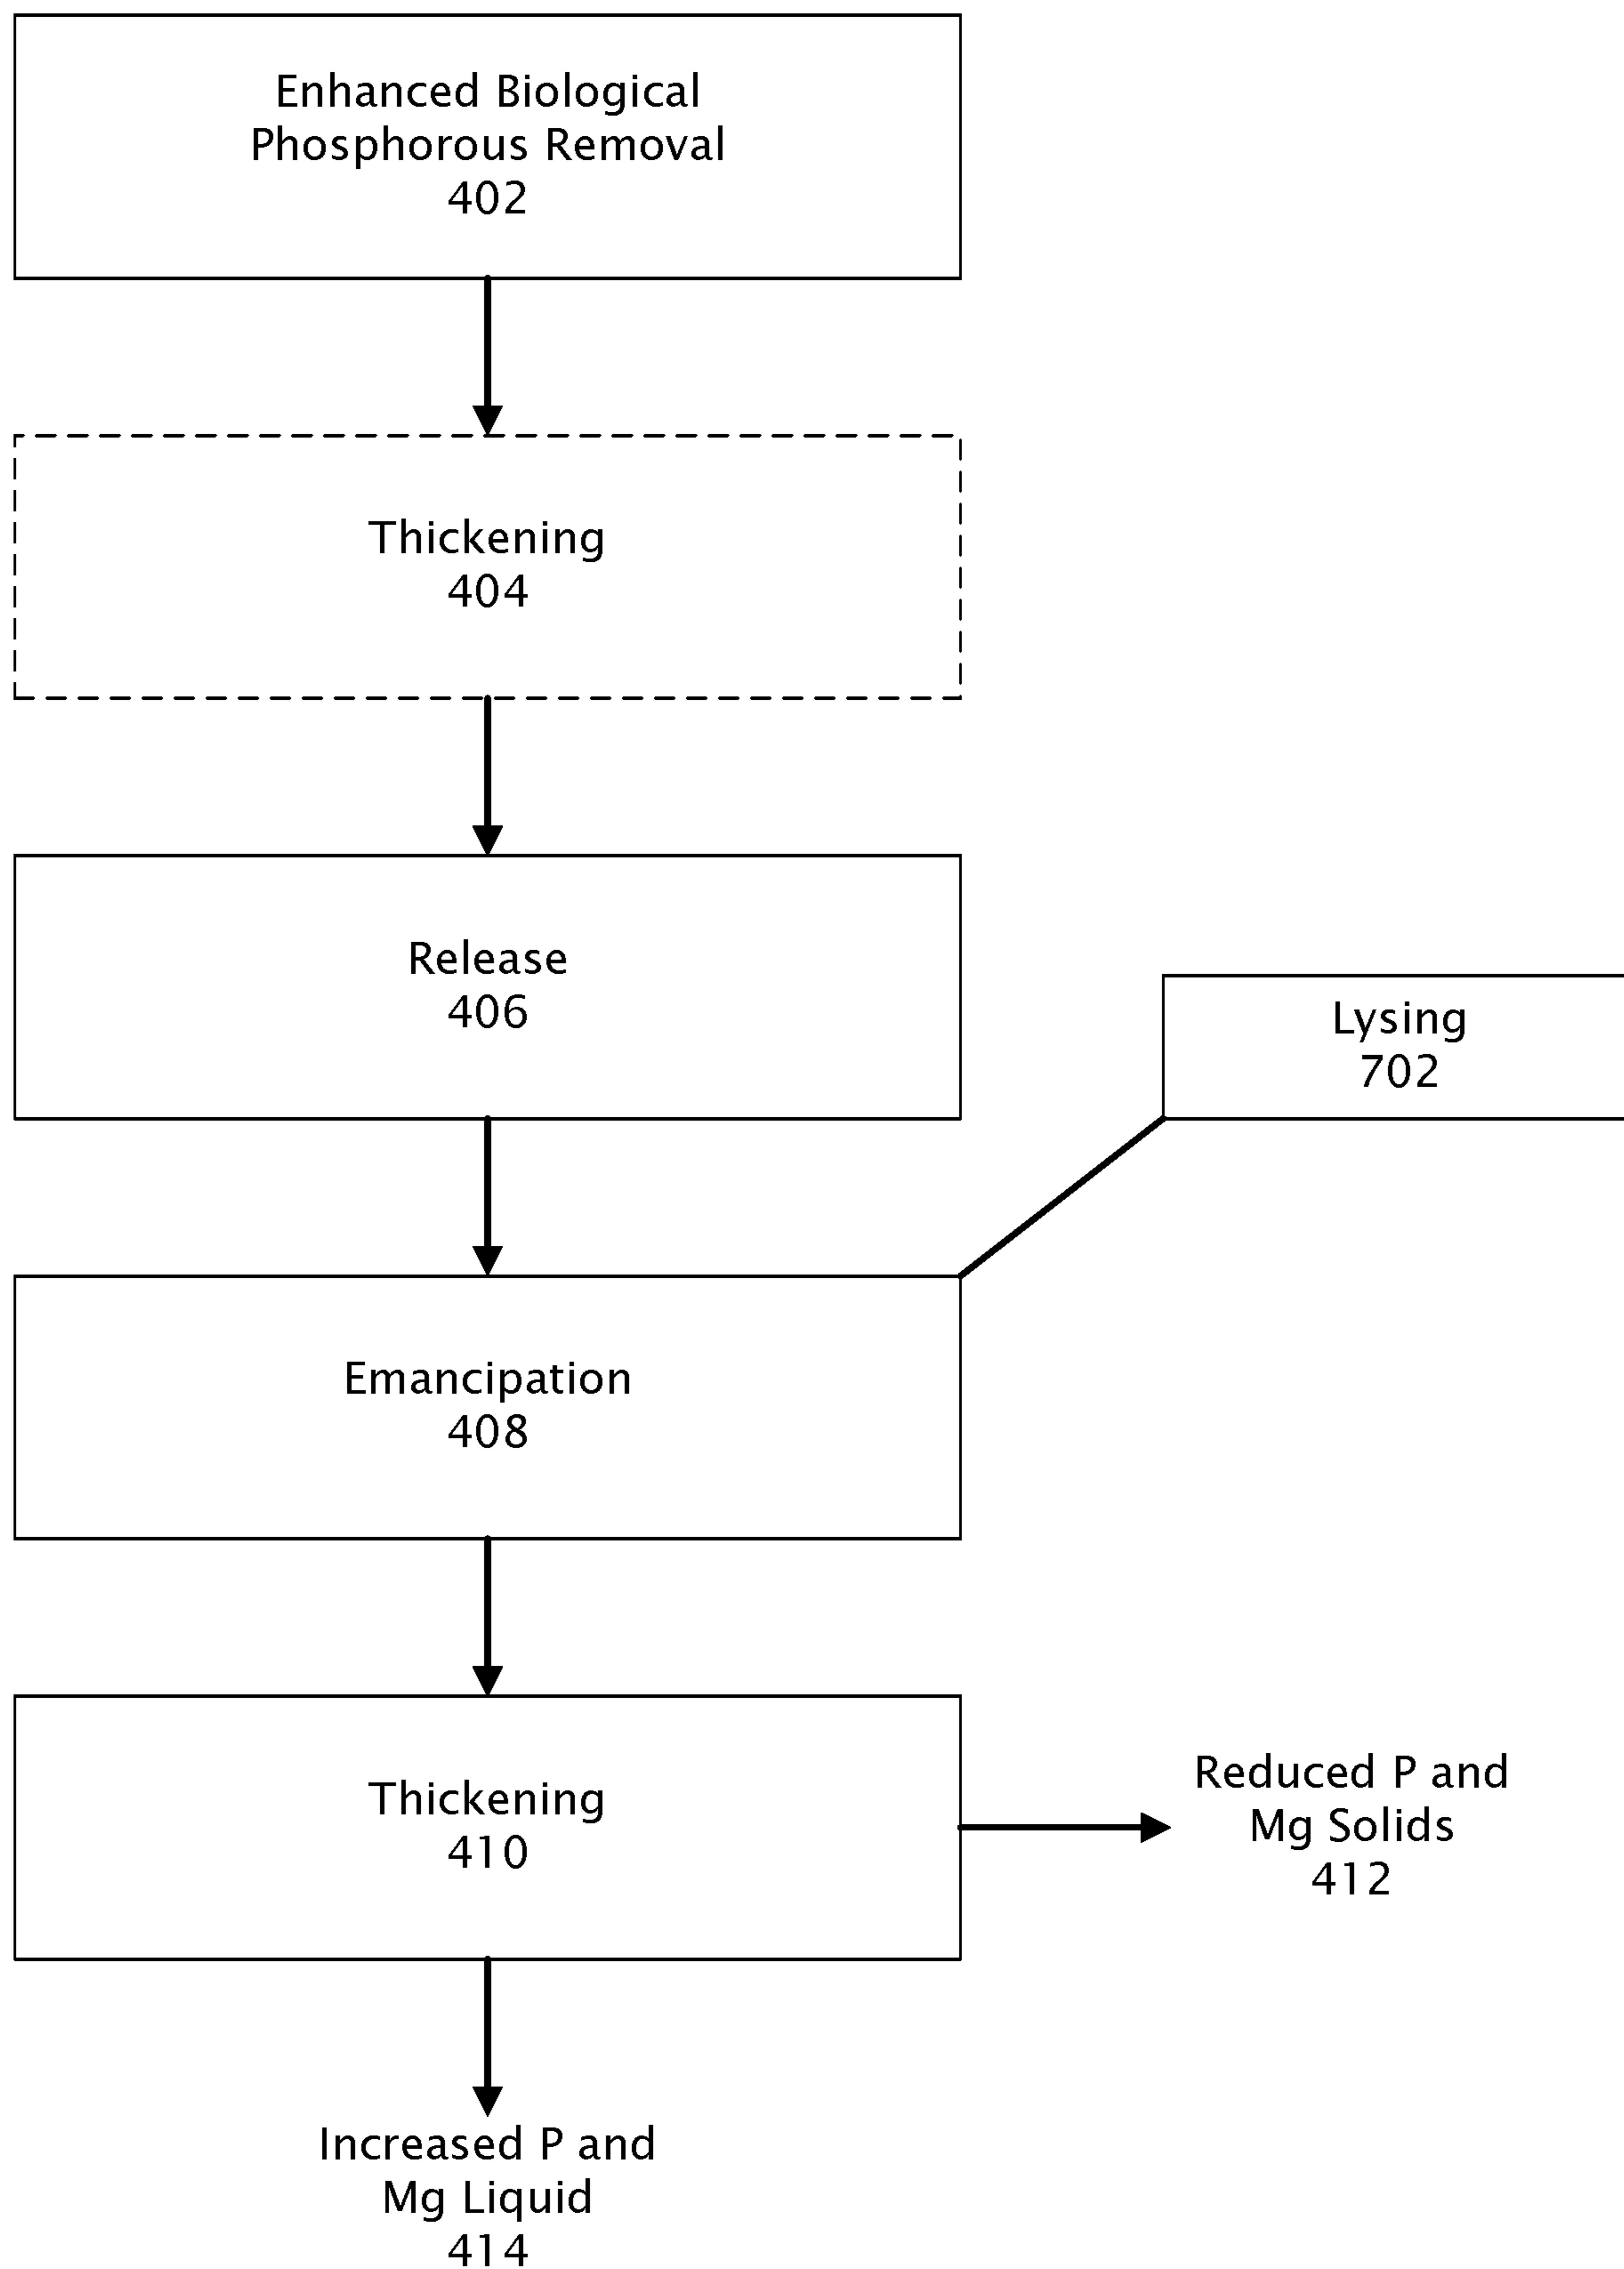 Enhanced Biological
Phosphorous Removal
402
Thickening
404
Release
406
Lysing
702
Emancipation
408
Thickening
410
Reduced P and
Mg Solids
412
Increased P and
Mg Liquid
414